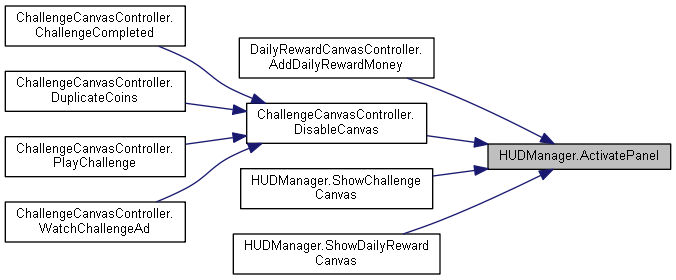 ChallengeCanvasController.
ChallengeCompleted
ChallengeCanvasController.
DuplicateCoins
ChallengeCanvasController.
PlayChallenge
ChallengeCanvasController.
WatchChallengeAd
DailyRewardCanvasController.
AddDailyRewardMoney
ChallengeCanvasController.
DisableCanvas
HUDManager.ShowChallenge
Canvas
HUDManager.ShowDailyReward
Canvas
HUDManager.ActivatePanel